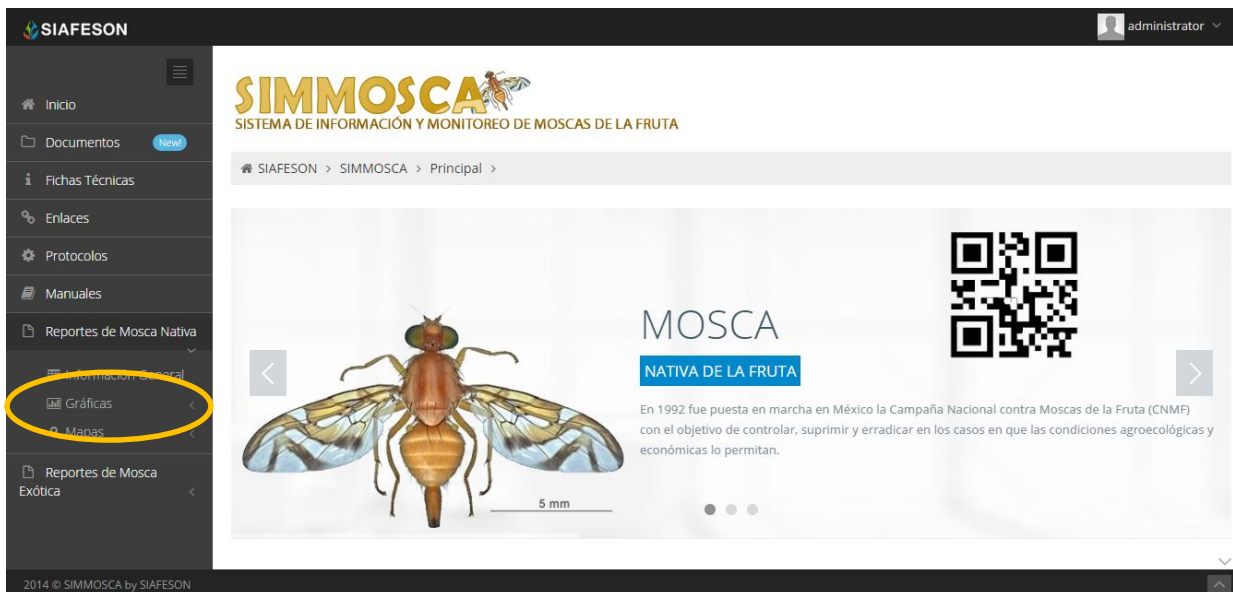 SIAFESON
administrator
Inicio
Documentos New!
Fichas Técnicas
Enlaces
Protocolos
Manuales
Reportes de Mosca Nativa
Información General
Gráficas
Mapas
Reportes de Mosca
Exótica
SIMMOSCA
SISTEMA DE INFORMACIÓN Y MONITOREO DE MOSCAS DE LA FRUTA
SIAFESON > SIMMOSCA > Principal >
MOSCA
NATIVA DE LA FRUTA
En 1992 fue puesta en marcha en México la Campaña Nacional contra Moscas de la Fruta (CNMF)
con el objetivo de controlar, suprimir y erradicar en los casos en que las condiciones agroecológicas y
económicas lo permitan.
5 mm
2014 © SIMMOSCA by SIAFESON